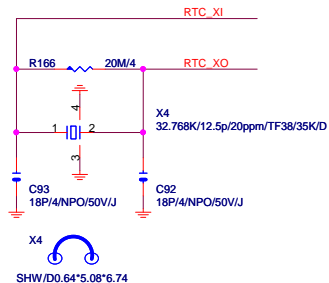 RTC_XI
R166 20M/4 RTC_XO
4
X4
32.768K/12.5p/20ppm/TF38/35K/D
1 2
3
C93 C92
18P/4/NPO/50V/J 18P/4/NPO/50V/J
X4
SHW/D0.64*5.08*6.74